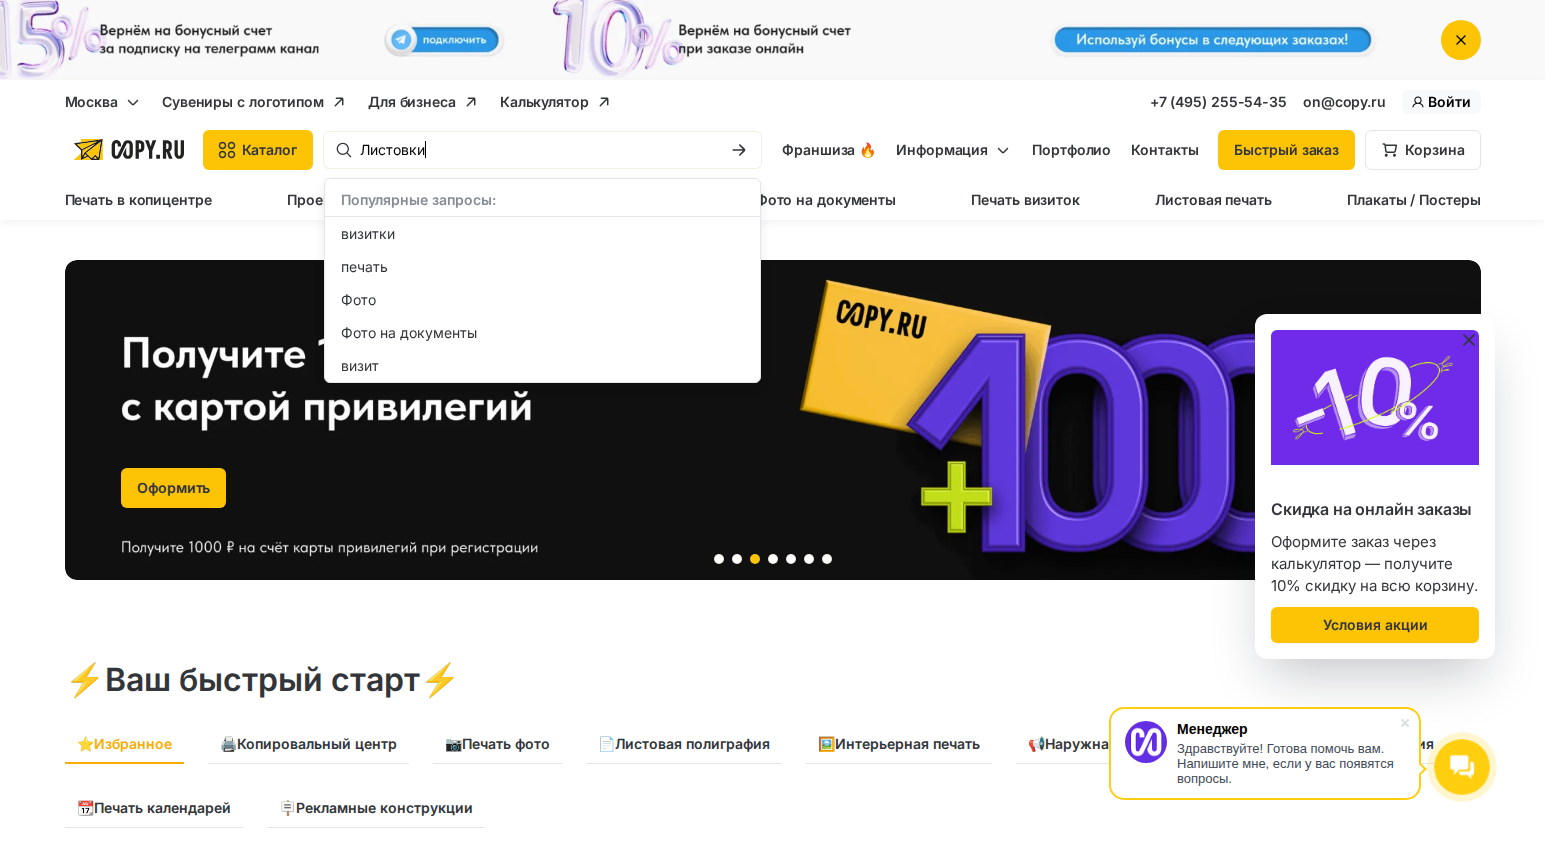 15%
Вернём на бонусный счет
за подписку на телеграмм канал
подключить
10%
Вернём на бонусный счет
при заказе онлайн
Используй бонусы в следующих заказах!
Москва
Сувениры с логотипом
Для бизнеса
Калькулятор
+7 (495) 255-54-35
on@copy.ru
Войти
COPY.RU
Каталог
Листовки
Франшиза 🔥
Информация
Портфолио
Контакты
Быстрый заказ
Корзина
Печать в копицентре
Прое
Фото на документы
Печать визиток
Листовая печать
Плакаты / Постеры
Популярные запросы:
визитки
печать
Фото
Фото на документы
визит
Получите 1
с картой привилегий
Оформить
Получите 1000 ₽ на счёт карты привилегий при регистрации
COPY.RU
+1000
-10%
Скидка на онлайн заказы
Оформите заказ через
калькулятор — получите
10% скидку на всю корзину.
Условия акции
⚡Ваш быстрый старт⚡
⭐Избранное
🖨️Копировальный центр
📷Печать фото
📄Листовая полиграфия
🖼️Интерьерная печать
📢Наружна
ия
📆Печать календарей
🪧Рекламные конструкции
Менеджер
Здравствуйте! Готова помочь вам.
Напишите мне, если у вас появятся
вопросы.